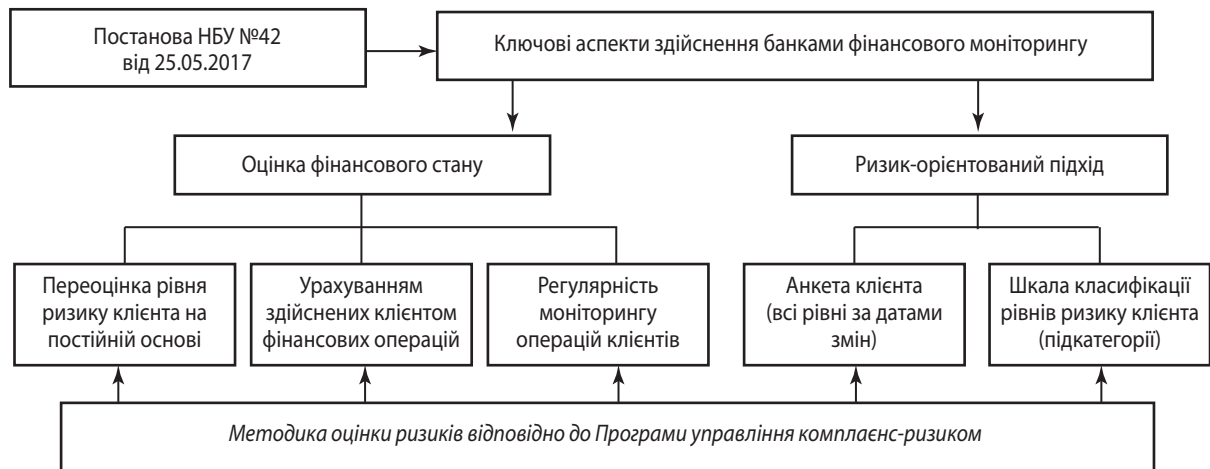 Постанова НБУ №42
від 25.05.2017
Ключові аспекти здійснення банками фінансового моніторингу
Оцінка фінансового стану
Ризик-орієнтований підхід
Переоцінка рівня
ризику клієнта на
постійній основі
Урахуванням
здійснених клієнтом
фінансових операцій
Регулярність
моніторингу
операцій клієнтів
Анкета клієнта
(всі рівні за датами
змін)
Шкала класифікації
рівнів ризику клієнта
(підкатегорії)
Методика оцінки ризиків відповідно до Програми управління комплаєнс-ризиком